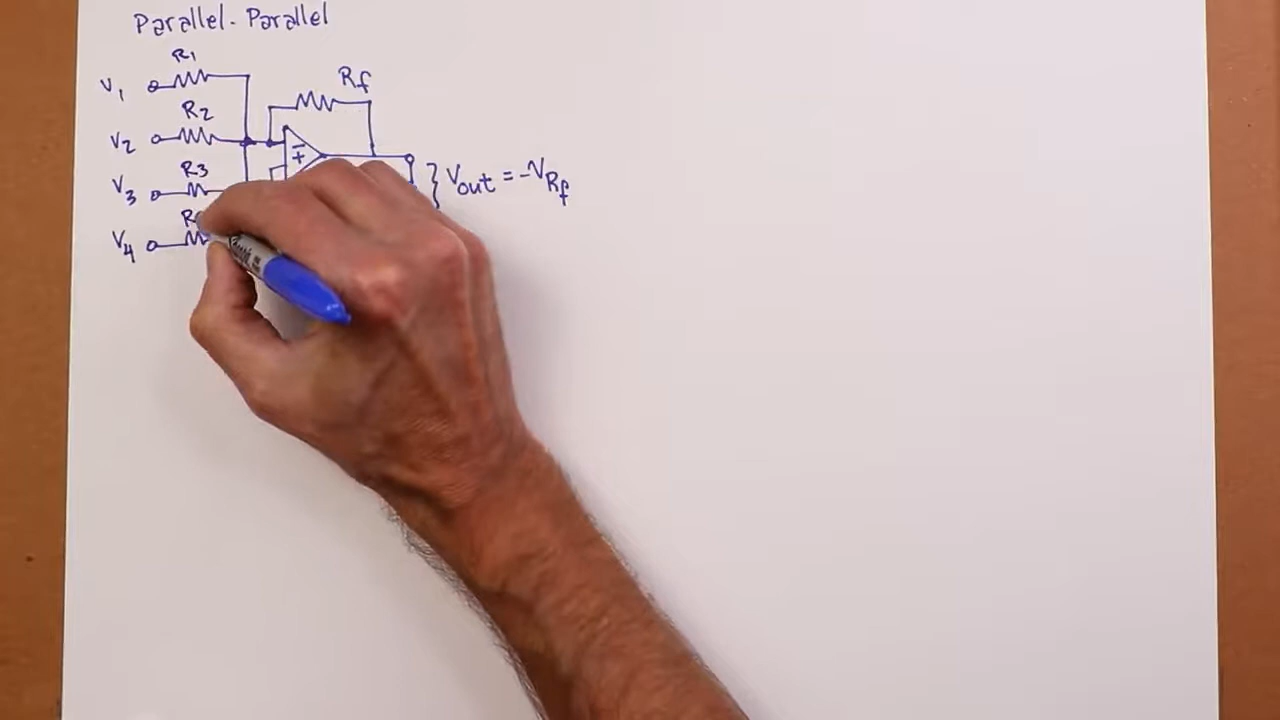 Parallel-Parallel
R1
V1
Rf
R2
V2
- +
R3
V3
} Vout = -VRf
V4